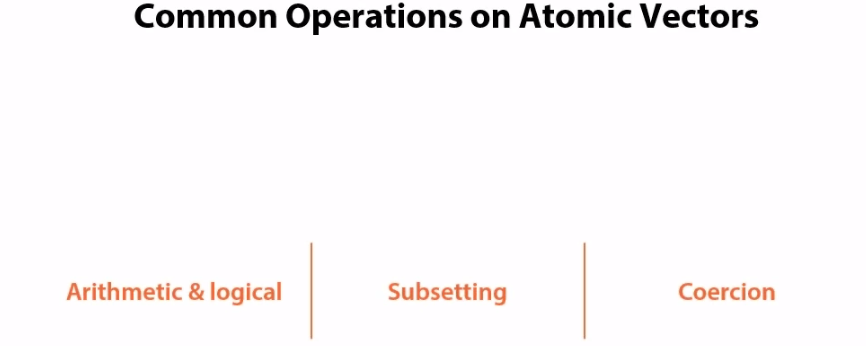 Common Operations on Atomic Vectors
Arithmetic & logical
Subsetting
Coercion